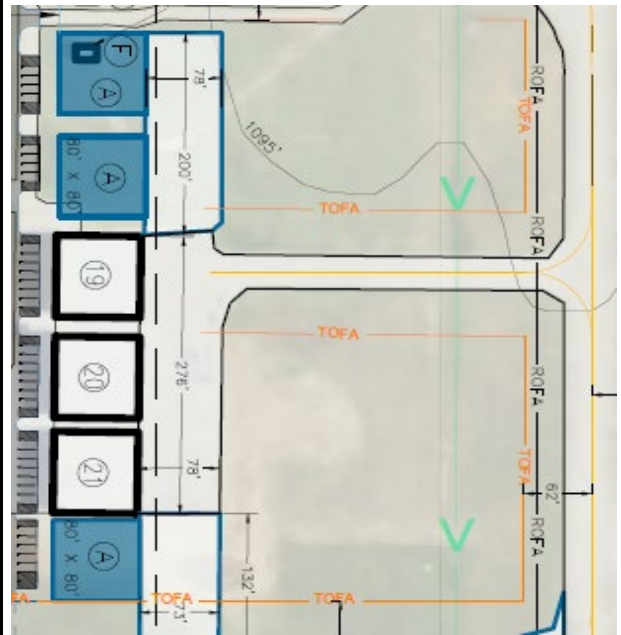 F
A
78'
200'
1095'
ROFA
TOFA
80' X 80'
A
TOFA
ROFA
19
276'
TOFA
20
ROFA
21
78'
TOFA
62'
ROFA
A
80' X 80'
132'
TOFA
TOFA
73'